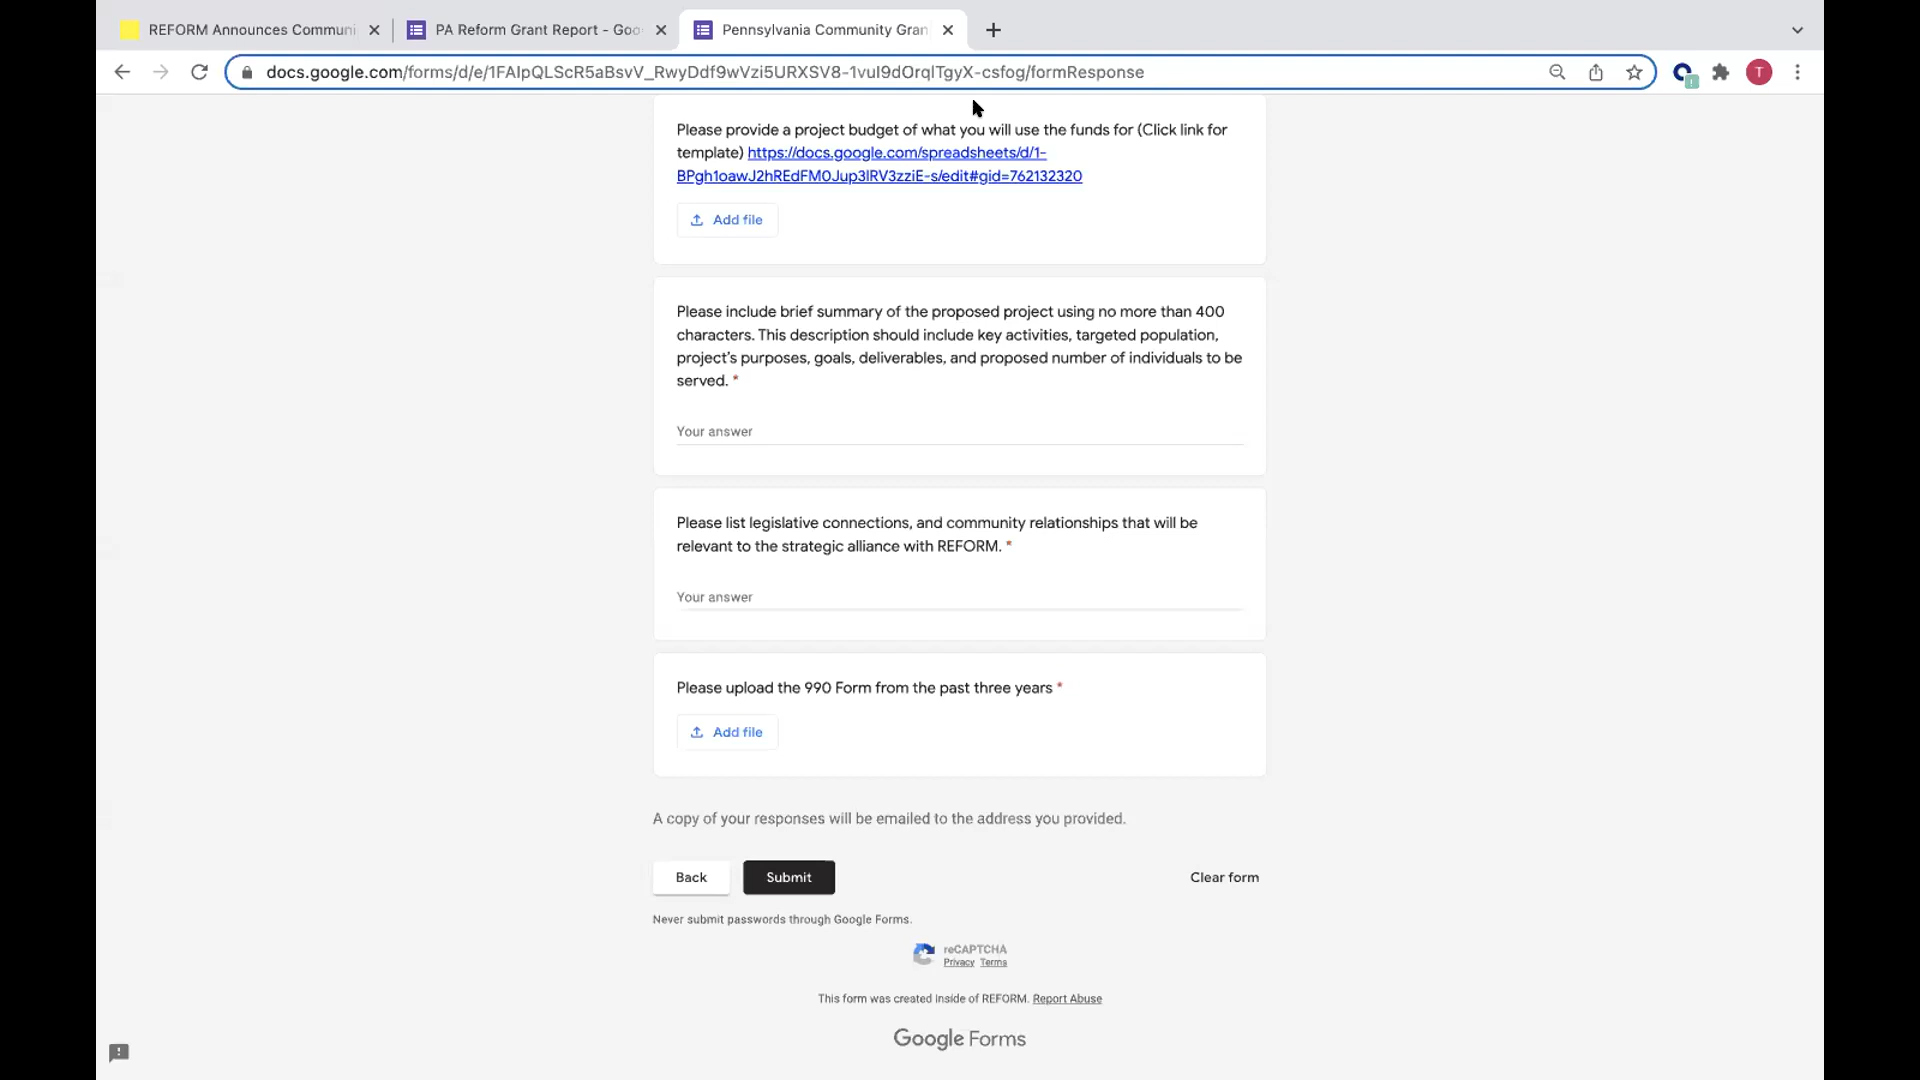 REFORM Announces Communi
PA Reform Grant Report - Goo
Pennsylvania Community Gran
docs.google.com/forms/d/e/1FAIpQLScR5aBsvV_RwyDdf9wVzi5URXSV8-1vuI9dOrqlTgyX-csfog/formResponse
T
Please provide a project budget of what you will use the funds for (Click link for
template) https://docs.google.com/spreadsheets/d/1-
BPgh1oawJ2hREdFM0Jup3lRV3zziE-s/edit#gid=762132320
Add file
Please include brief summary of the proposed project using no more than 400
characters. This description should include key activities, targeted population,
project's purposes, goals, deliverables, and proposed number of individuals to be
served. *
Your answer
Please list legislative connections, and community relationships that will be
relevant to the strategic alliance with REFORM. *
Your answer
Please upload the 990 Form from the past three years *
Add file
A copy of your responses will be emailed to the address you provided.
Back
Submit
Clear form
Never submit passwords through Google Forms.
reCAPTCHA
Privacy Terms
This form was created inside of REFORM. Report Abuse
Google Forms